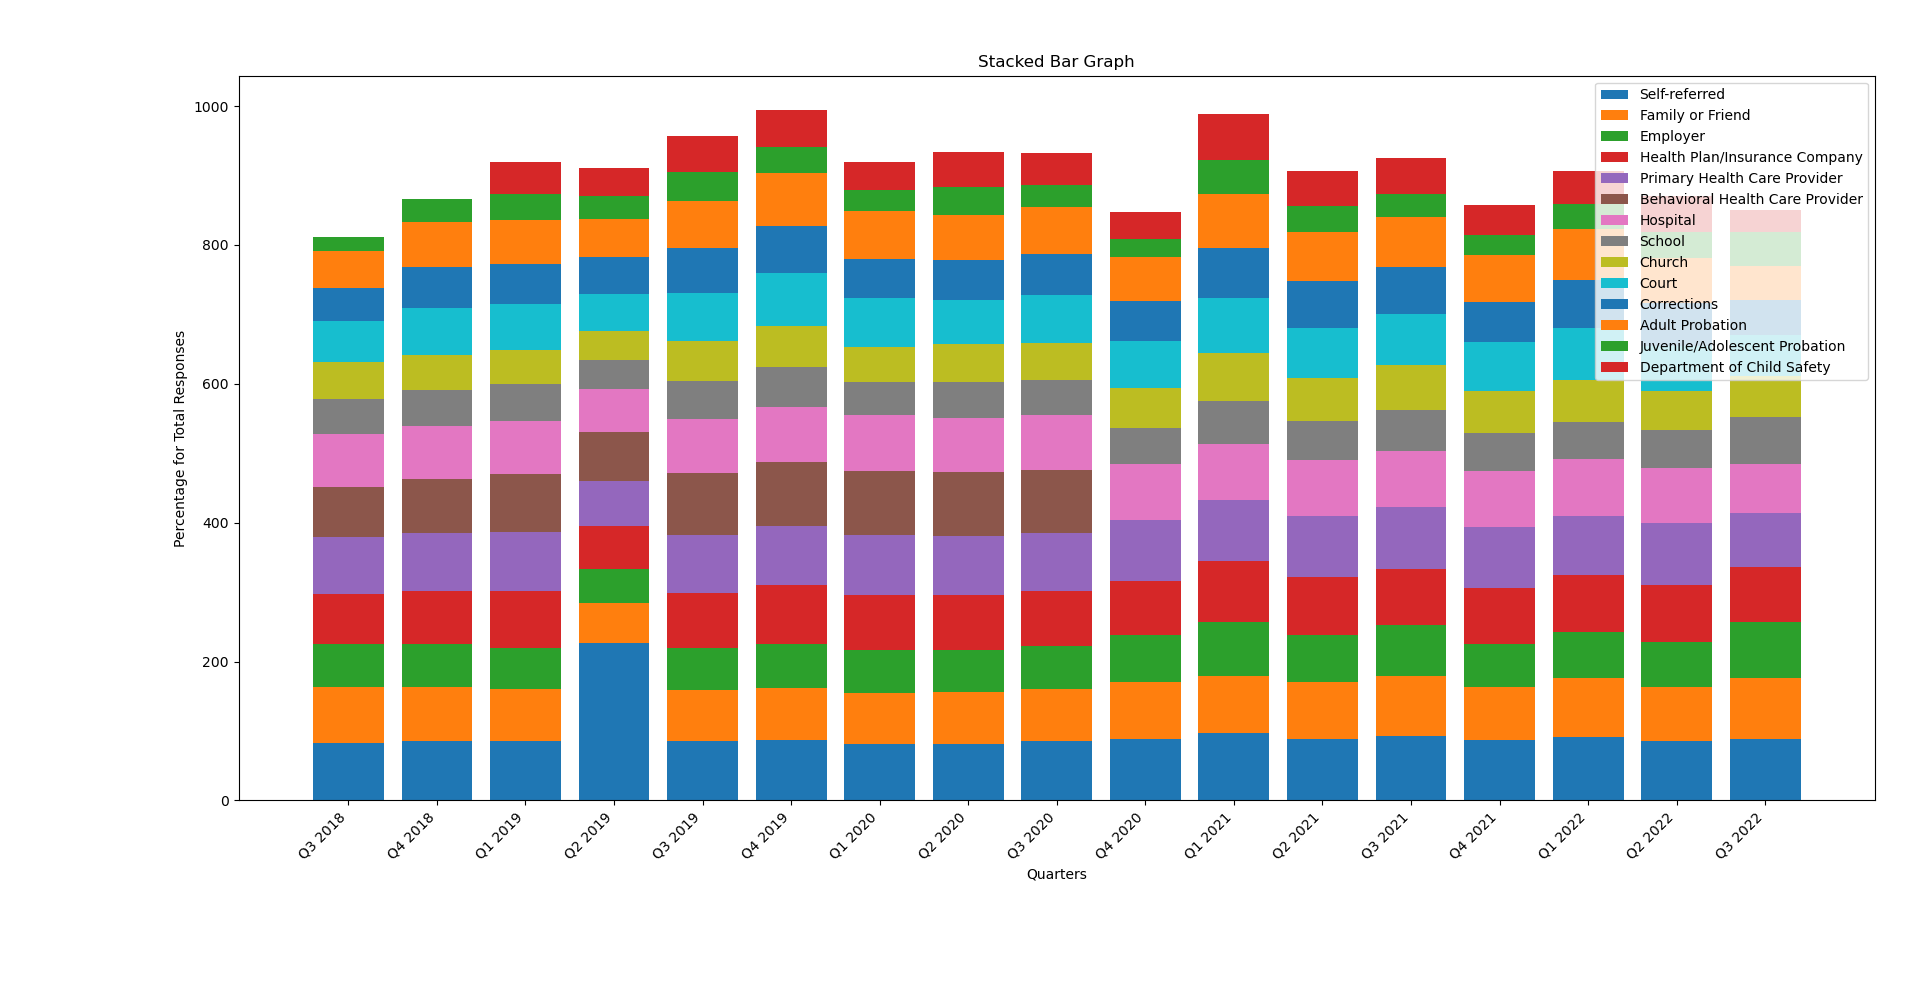 Stacked Bar Graph
Percentage for Total Responses
1000
800
600
400
200
0
Self-referred
Family or Friend
Employer
Health Plan/Insurance Company
Primary Health Care Provider
Behavioral Health Care Provider
Hospital
School
Church
Court
Corrections
Adult Probation
Juvenile/Adolescent Probation
Department of Child Safety
Q3 2018
Q4 2018
Q1 2019
Q2 2019
Q3 2019
Q4 2019
Q1 2020
Q2 2020
Q3 2020
Q4 2020
Q1 2021
Q2 2021
Q3 2021
Q4 2021
Q1 2022
Q2 2022
Q3 2022
Quarters